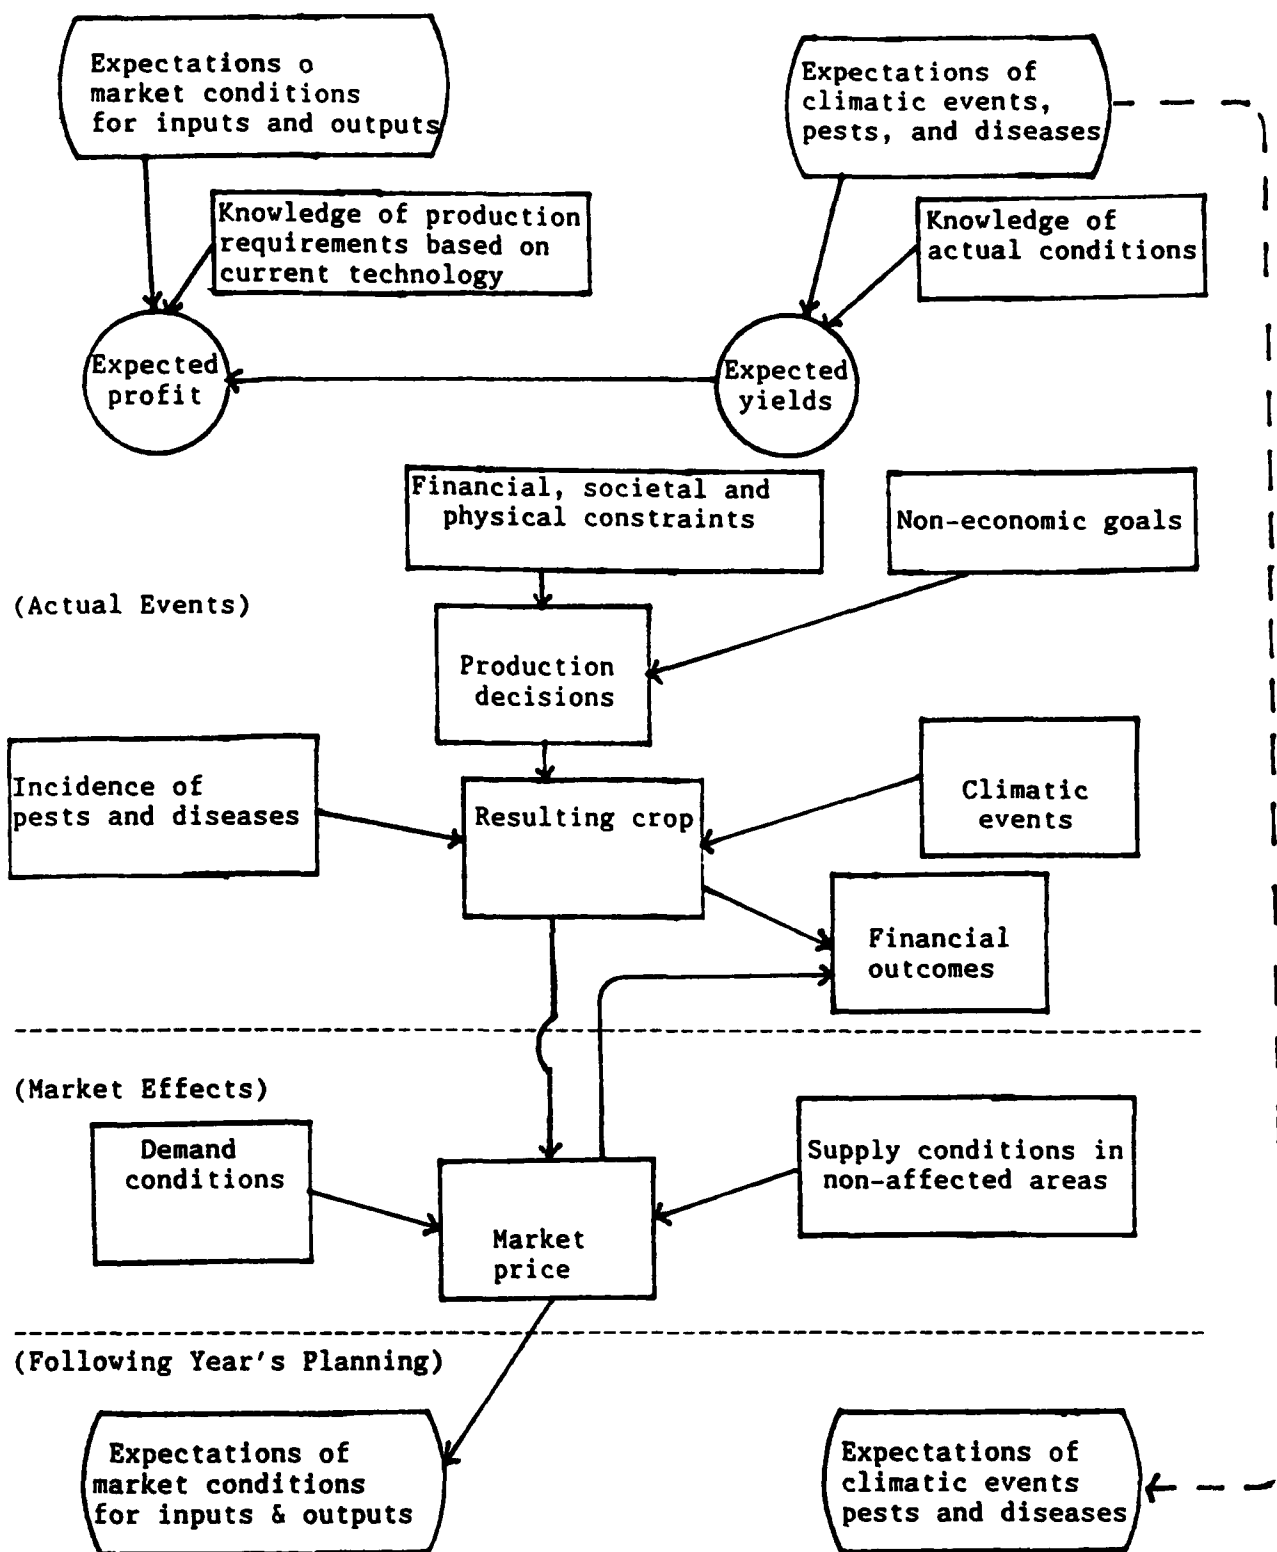 Expectations o
market conditions
for inputs and outputs
Expectations of
climatic events,
pests, and diseases
Knowledge of production
requirements based on
current technology
Knowledge of
actual conditions
Expected
profit
Expected
yields
Financial, societal and
physical constraints
Non-economic goals
(Actual Events)
Production
decisions
Incidence of
pests and diseases
Resulting crop
Climatic
events
Financial
outcomes
(Market Effects)
Demand
conditions
Supply conditions in
non-affected areas
Market
price
(Following Year's Planning)
Expectations of
market conditions
for inputs & outputs
Expectations of
climatic events
pests and diseases